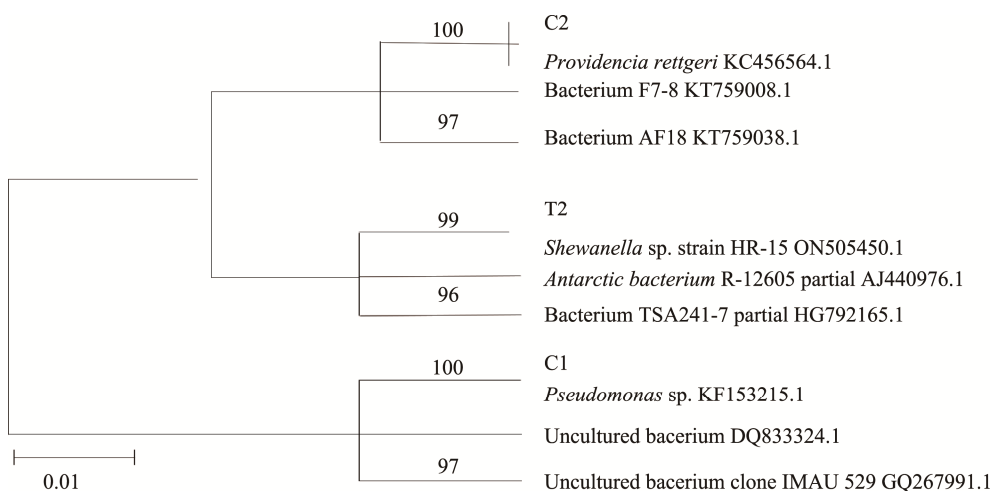 100
C2
Providencia rettgeri KC456564.1
Bacterium F7-8 KT759008.1
97
Bacterium AF18 KT759038.1
T2
99
Shewanella sp. strain HR-15 ON505450.1
Antarctic bacterium R-12605 partial AJ440976.1
96
Bacterium TSA241-7 partial HG792165.1
C1
100
Pseudomonas sp. KF153215.1
Uncultured bacerium DQ833324.1
97
Uncultured bacerium clone IMAU 529 GQ267991.1
0.01